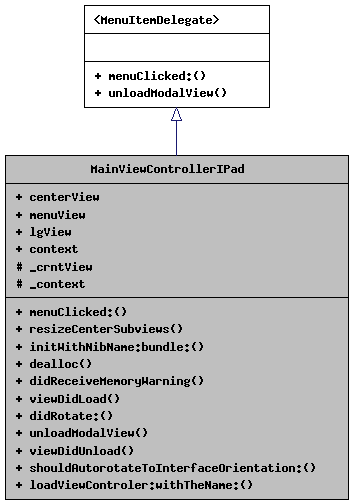 <MenuItemDelegate>
+ menuClicked:()
+ unloadModalView()
MainViewControllerIPad
+ centerView
+ menuView
+ lgView
+ context
# _crntView
# _context
+ menuClicked:()
+ resizeCenterSubviews()
+ initWithNibName:bundle:()
+ dealloc()
+ didReceiveMemoryWarning()
+ viewDidLoad()
+ didRotate:()
+ unloadModalView()
+ viewDidUnload()
+ shouldAutorotateToInterfaceOrientation:()
+ loadViewControler:withTheName:()